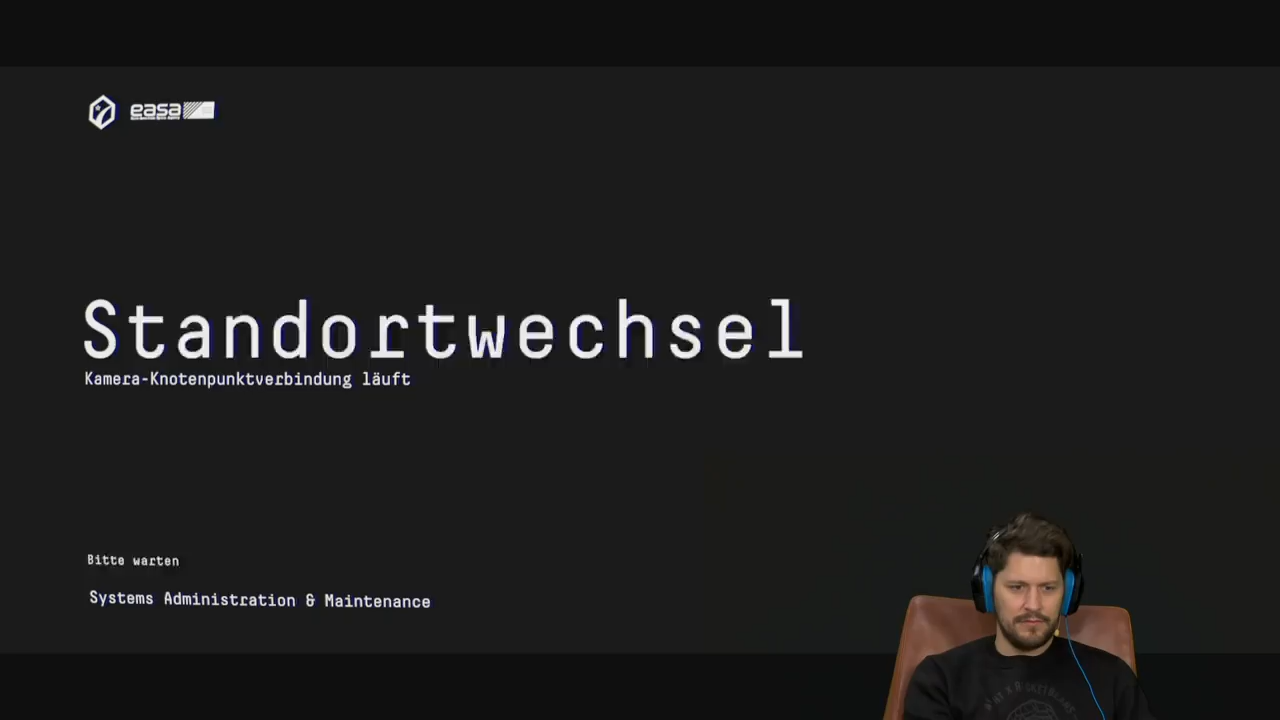 easa
Standortwechsel
Kamera-Knotenpunktverbindung läuft
Bitte warten
Systems Administration & Maintenance